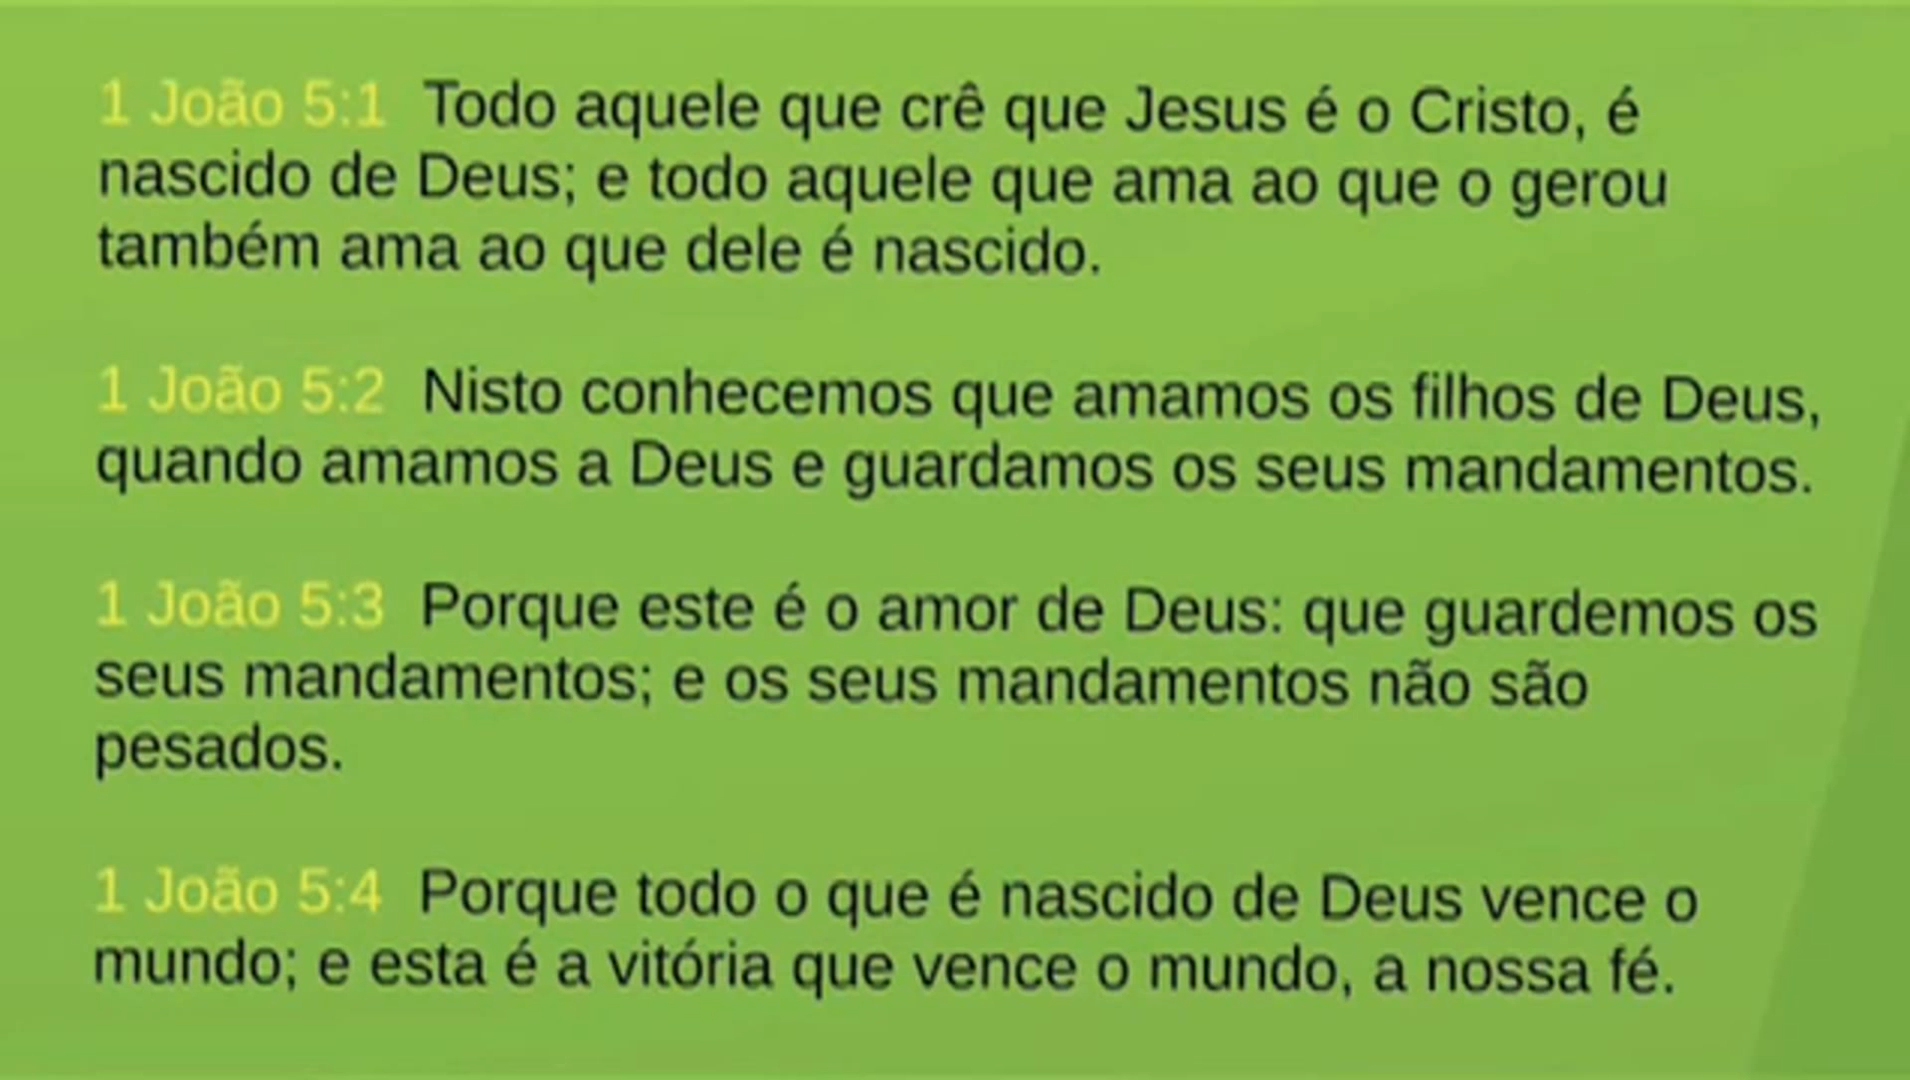 1 João 5:1 Todo aquele que crê que Jesus é o Cristo, é
nascido de Deus; e todo aquele que ama ao que o gerou
também ama ao que dele é nascido.
1 João 5:2 Nisto conhecemos que amamos os filhos de Deus,
quando amamos a Deus e guardamos os seus mandamentos.
1 João 5:3 Porque este é o amor de Deus: que guardemos os
seus mandamentos; e os seus mandamentos não são
pesados.
1 João 5:4 Porque todo o que é nascido de Deus vence o
mundo; e esta é a vitória que vence o mundo, a nossa fé.